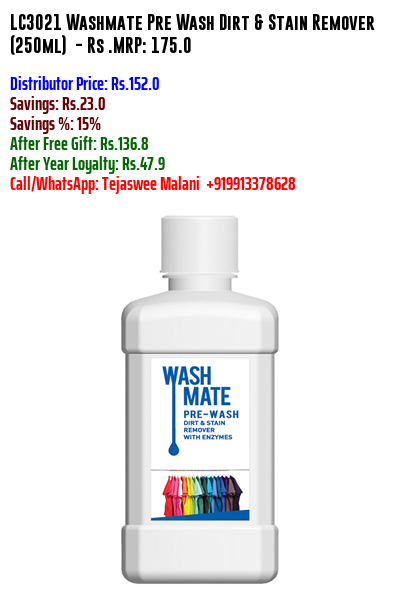 LC3021 Washmate Pre Wash Dirt & Stain Remover
(250ml) - Rs .MRP: 175.0
Distributor Price: Rs.152.0
Savings: Rs.23.0
Savings %: 15%
After Free Gift: Rs.136.8
After Year Loyalty: Rs.47.9
Call/WhatsApp: Tejaswee Malani +919913378628
WASH
MATE
PRE-WASH
DIRT & STAIN
REMOVER
WITH ENZYMES